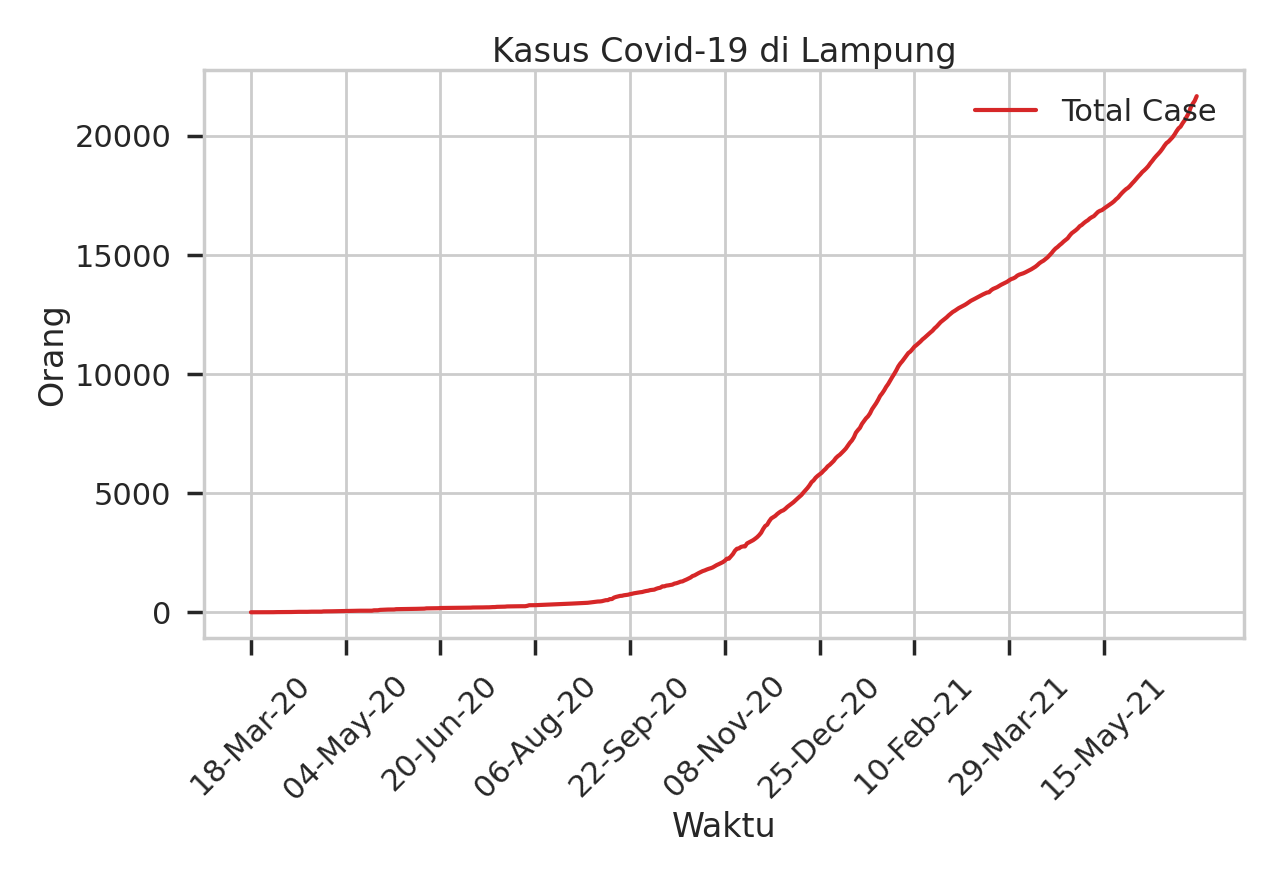 Kasus Covid-19 di Lampung
Total Case
Orang
20000
15000
10000
5000
0
18-Mar-20
04-May-20
20-Jun-20
06-Aug-20
22-Sep-20
08-Nov-20
25-Dec-20
10-Feb-21
29-Mar-21
15-May-21
Waktu